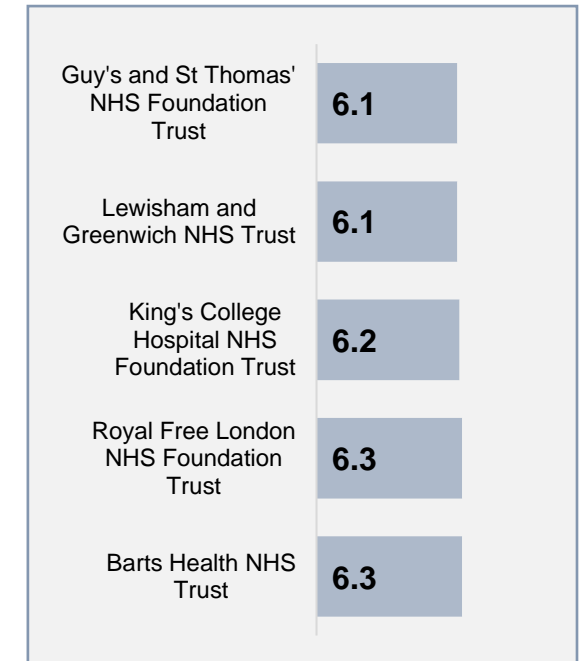 Guy's and St Thomas'
NHS Foundation
Trust
6.1
Lewisham and
Greenwich NHS Trust
6.1
King's College
Hospital NHS
Foundation Trust
6.2
Royal Free London
NHS Foundation
Trust
6.3
Barts Health NHS
Trust
6.3